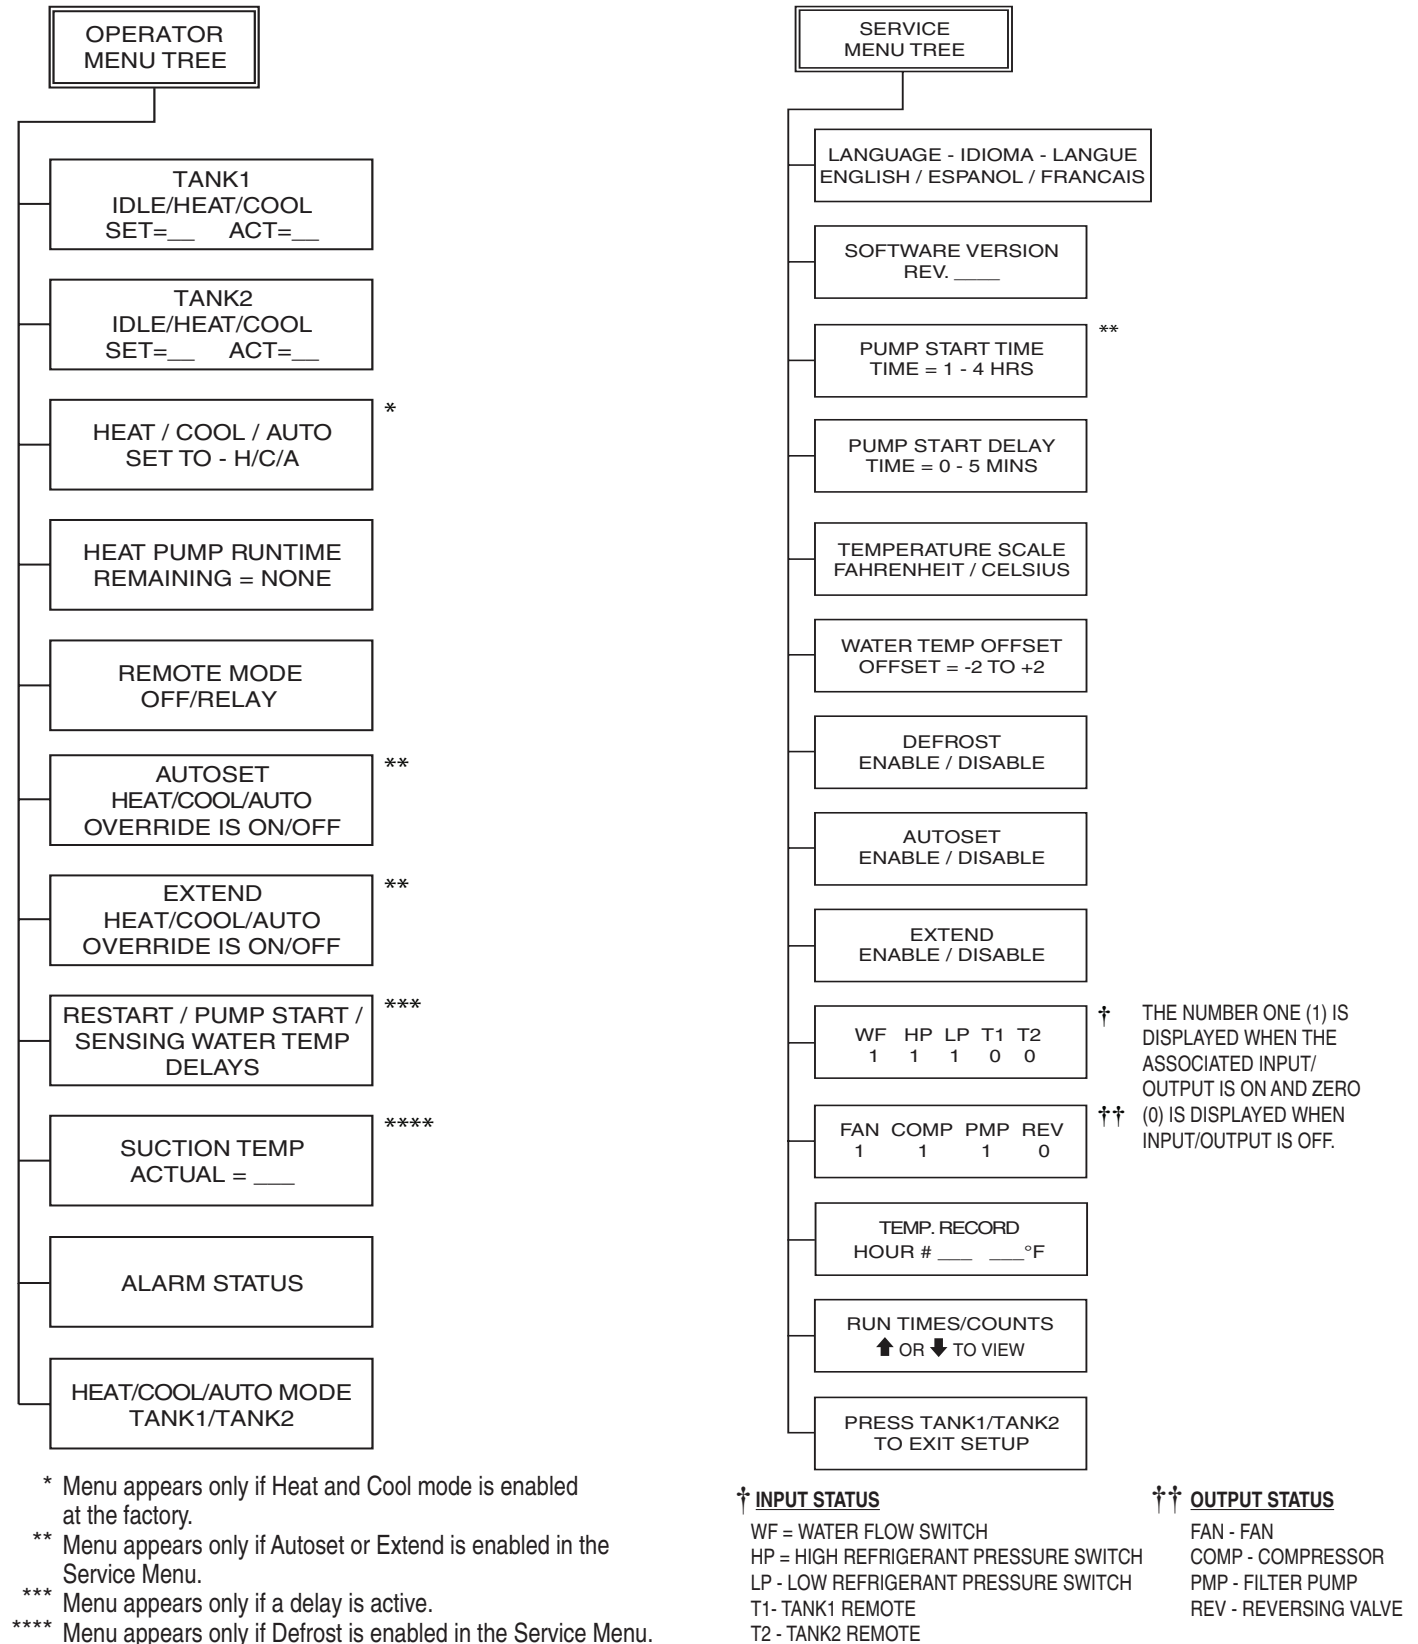 OPERATOR
MENU TREE
TANK1
IDLE/HEAT/COOL
SET=__ ACT=__
TANK2
IDLE/HEAT/COOL
SET=__ ACT=__
*
HEAT / COOL / AUTO
SET TO - H/C/A
HEAT PUMP RUNTIME
REMAINING = NONE
REMOTE MODE
OFF/RELAY
**
AUTOSET
HEAT/COOL/AUTO
OVERRIDE IS ON/OFF
**
EXTEND
HEAT/COOL/AUTO
OVERRIDE IS ON/OFF
***
RESTART / PUMP START /
SENSING WATER TEMP
DELAYS
****
SUCTION TEMP
ACTUAL = ___
ALARM STATUS
HEAT/COOL/AUTO MODE
TANK1/TANK2
* Menu appears only if Heat and Cool mode is enabled
at the factory.
** Menu appears only if Autoset or Extend is enabled in the
Service Menu.
*** Menu appears only if a delay is active.
**** Menu appears only if Defrost is enabled in the Service Menu.
SERVICE
MENU TREE
LANGUAGE - IDIOMA - LANGUE
ENGLISH / ESPANOL / FRANCAIS
SOFTWARE VERSION
REV. ____
**
PUMP START TIME
TIME = 1 - 4 HRS
PUMP START DELAY
TIME = 0 - 5 MINS
TEMPERATURE SCALE
FAHRENHEIT / CELSIUS
WATER TEMP OFFSET
OFFSET = -2 TO +2
DEFROST
ENABLE / DISABLE
AUTOSET
ENABLE / DISABLE
EXTEND
ENABLE / DISABLE
WF HP LP T1 T2
1 1 1 0 0
†
FAN COMP PMP REV
1 1 1 0
††
THE NUMBER ONE (1) IS
DISPLAYED WHEN THE
ASSOCIATED INPUT/
OUTPUT IS ON AND ZERO
(0) IS DISPLAYED WHEN
INPUT/OUTPUT IS OFF.
TEMP. RECORD
HOUR # ___ ___°F
RUN TIMES/COUNTS
🡅 OR 🡇 TO VIEW
PRESS TANK1/TANK2
TO EXIT SETUP
† INPUT STATUS
WF = WATER FLOW SWITCH
HP = HIGH REFRIGERANT PRESSURE SWITCH
LP - LOW REFRIGERANT PRESSURE SWITCH
T1- TANK1 REMOTE
T2 - TANK2 REMOTE
†† OUTPUT STATUS
FAN - FAN
COMP - COMPRESSOR
PMP - FILTER PUMP
REV - REVERSING VALVE